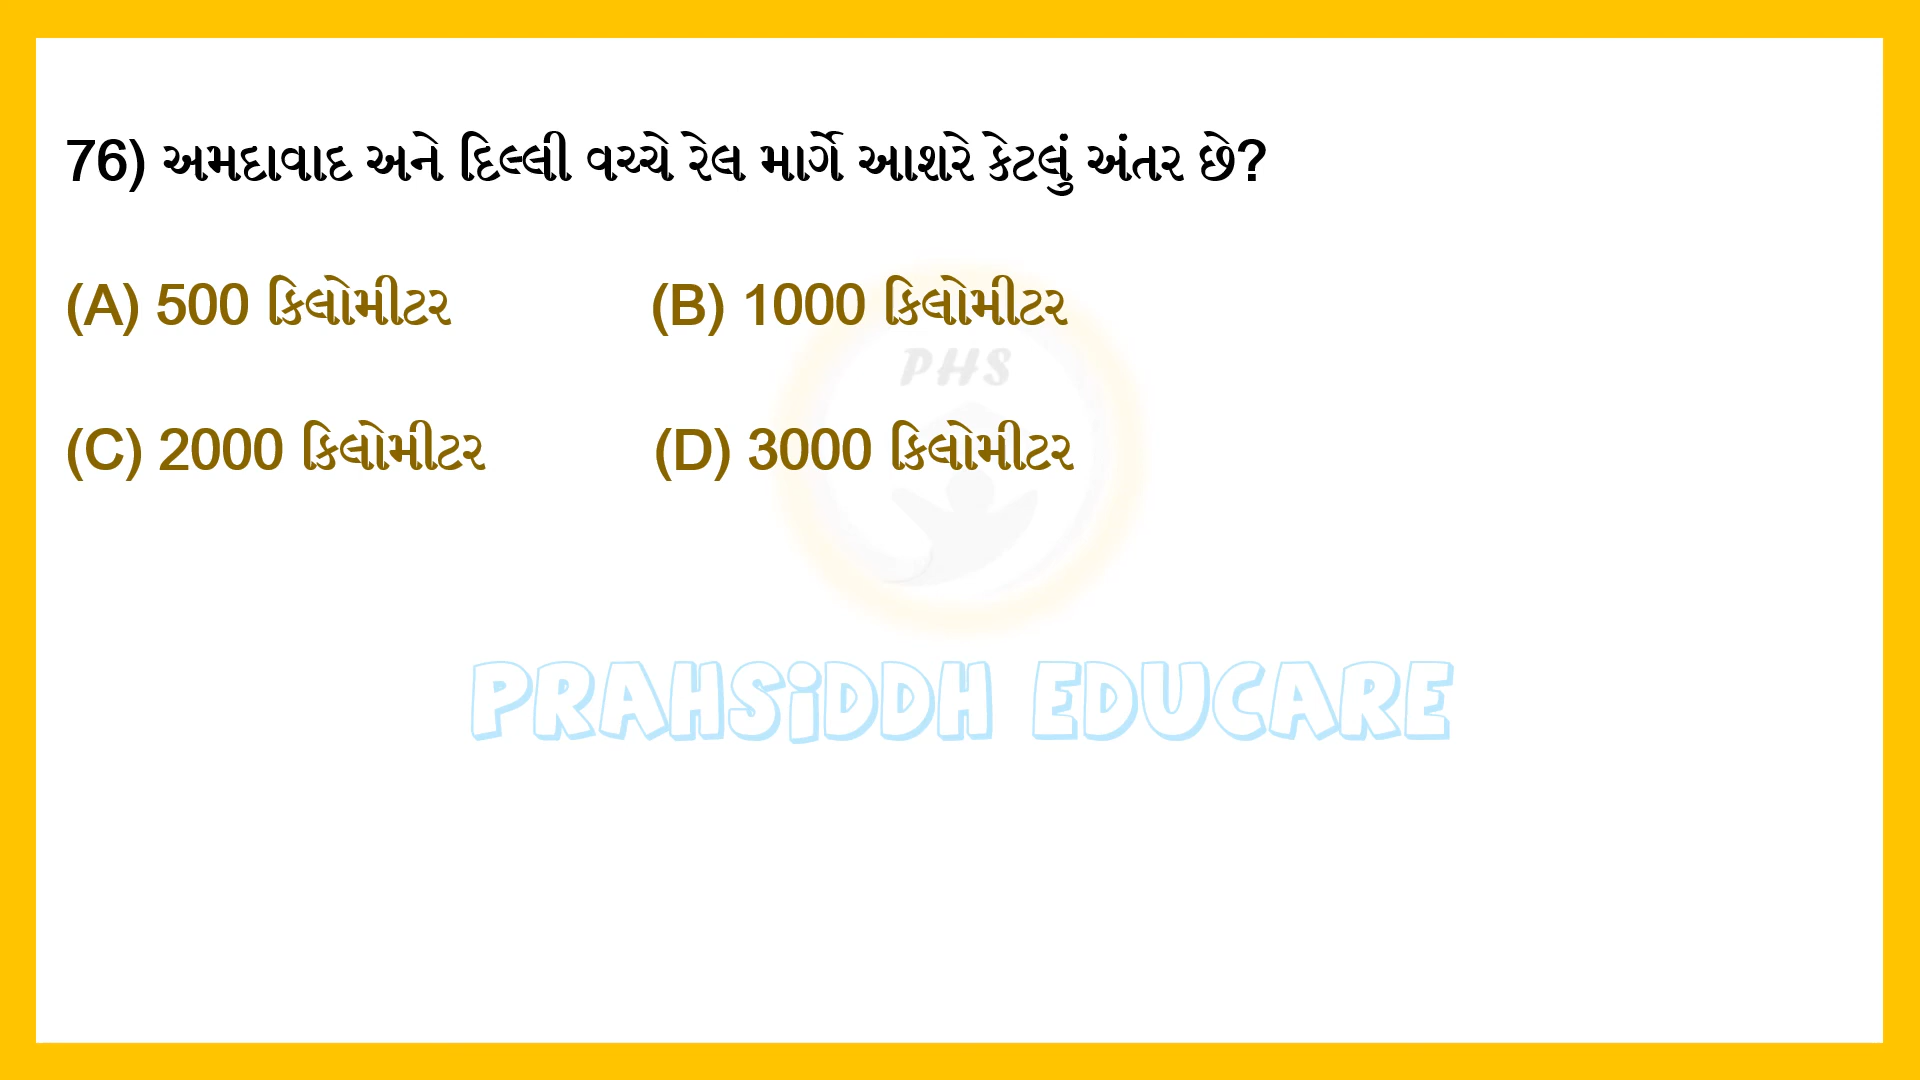 76) અમદાવાદ અને દિલ્લી વચ્ચે રેલ માર્ગે આશરે કેટલું અંતર છે?
(A) 500 કિલોમીટર (B) 1000 કિલોમીટર
PHS
(C) 2000 કિલોમીટર (D) 3000 કિલોમીટર
PRAHSiDDH EDUCARE